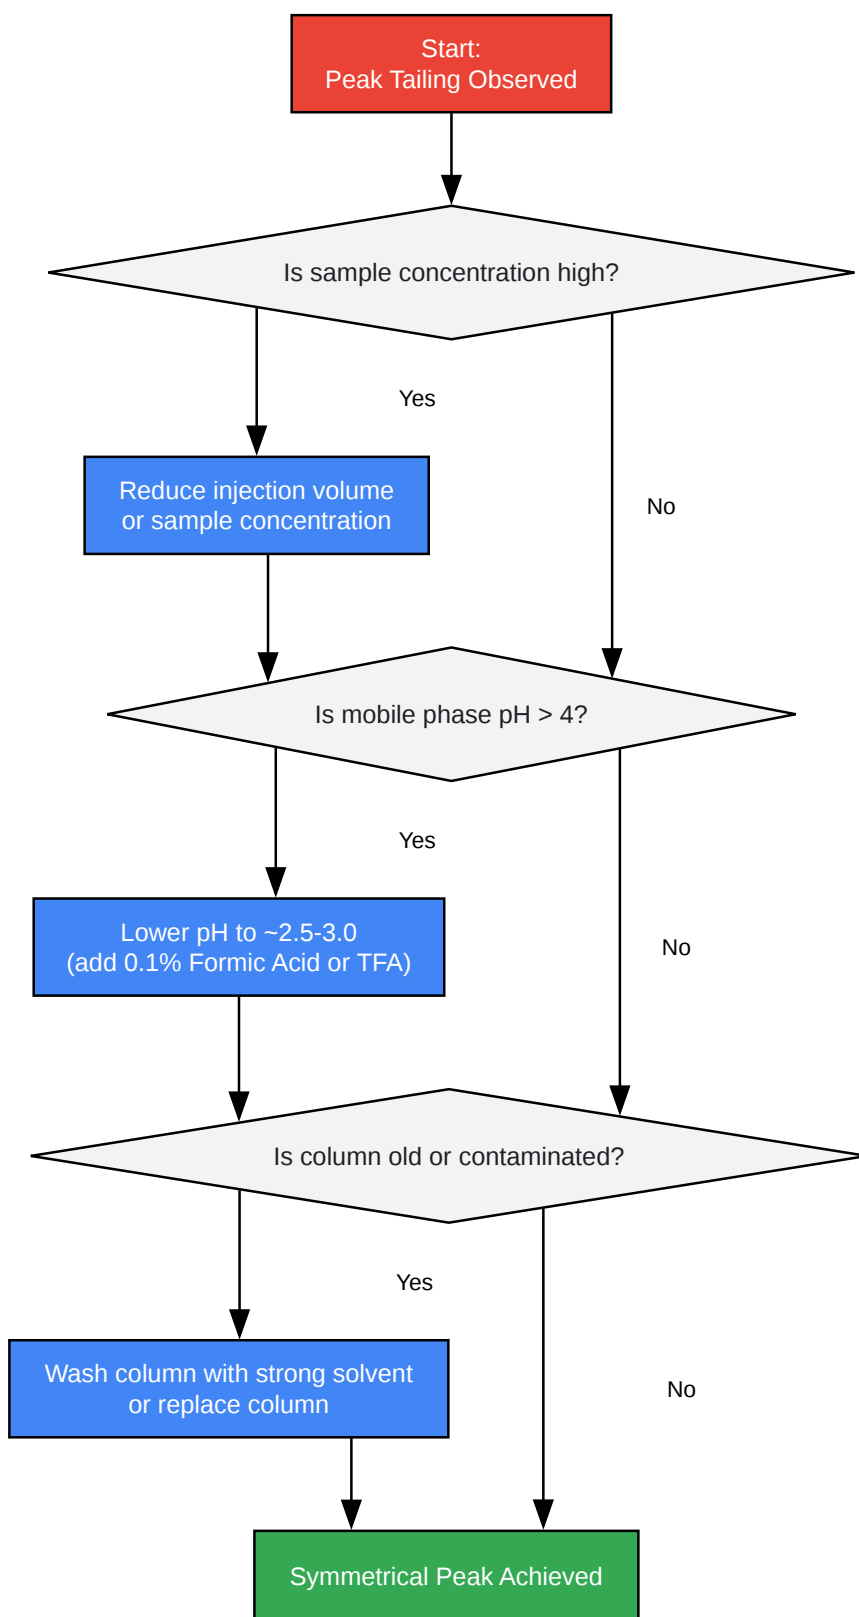 Start:
Peak Tailing Observed
Is sample concentration high?
Yes
Reduce injection volume
or sample concentration
No
Is mobile phase pH > 4?
Yes
Lower pH to ~2.5-3.0
(add 0.1% Formic Acid or TFA)
No
Is column old or contaminated?
Yes
Wash column with strong solvent
or replace column
No
Symmetrical Peak Achieved